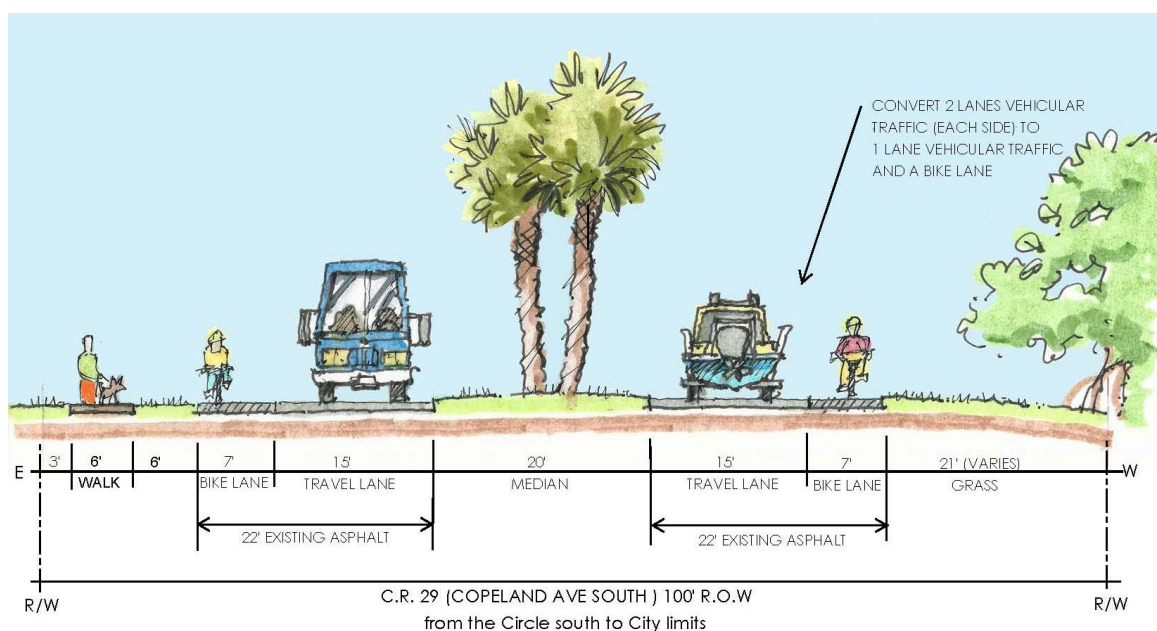 CONVERT 2 LANES VEHICULAR
TRAFFIC (EACH SIDE) TO
1 LANE VEHICULAR TRAFFIC
AND A BIKE LANE
E 3' 6' 6' 7' 15' 20' 15' 7' 21' (VARIES) W
WALK BIKE LANE TRAVEL LANE MEDIAN TRAVEL LANE BIKE LANE GRASS
22' EXISTING ASPHALT 22' EXISTING ASPHALT
R/W C.R. 29 (COPELAND AVE SOUTH ) 100' R.O.W R/W
from the Circle south to City limits